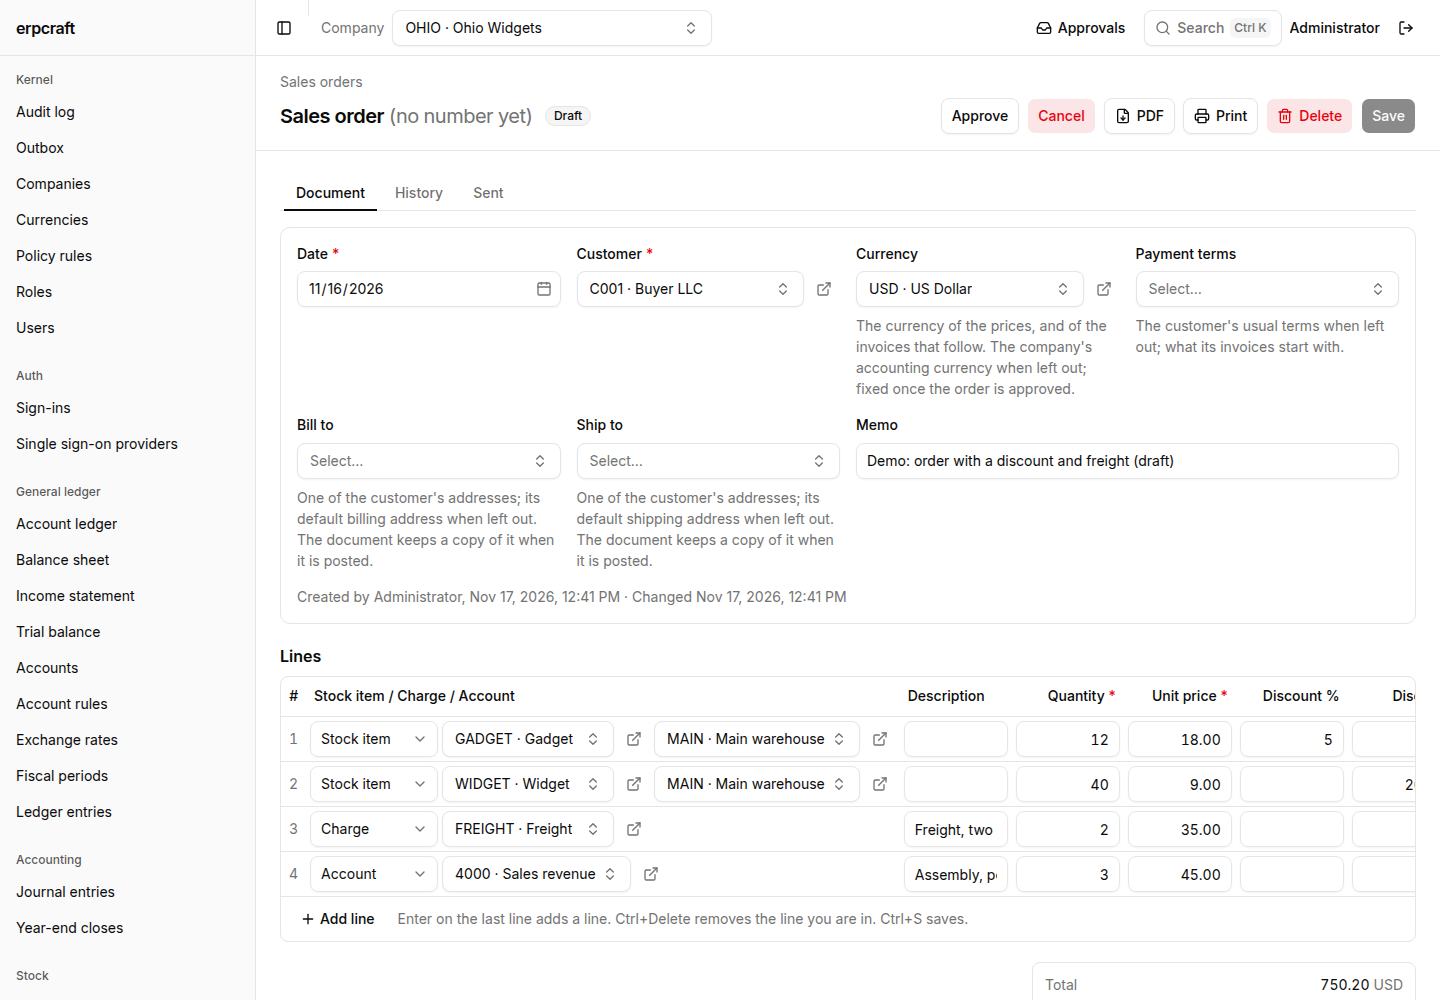 erpcraft
Company
OHIO · Ohio Widgets
Approvals
Search Ctrl K
Administrator
Kernel
Audit log
Outbox
Companies
Currencies
Policy rules
Roles
Users
Auth
Sign-ins
Single sign-on providers
General ledger
Account ledger
Balance sheet
Income statement
Trial balance
Accounts
Account rules
Exchange rates
Fiscal periods
Ledger entries
Accounting
Journal entries
Year-end closes
Stock
Sales orders
Sales order (no number yet) Draft
Approve Cancel PDF Print Delete Save
Document History Sent
Date * Customer * Currency Payment terms
11/16/2026 C001 · Buyer LLC USD · US Dollar Select...
The currency of the prices, and of the
invoices that follow. The company's
accounting currency when left out;
fixed once the order is approved.
The customer's usual terms when left
out; what its invoices start with.
Bill to Ship to Memo
Select... Select... Demo: order with a discount and freight (draft)
One of the customer's addresses; its
default billing address when left out.
The document keeps a copy of it when
it is posted.
One of the customer's addresses; its
default shipping address when left out.
The document keeps a copy of it when
it is posted.
Created by Administrator, Nov 17, 2026, 12:41 PM · Changed Nov 17, 2026, 12:41 PM
Lines
# Stock item / Charge / Account Description Quantity * Unit price * Discount %
1 Stock item GADGET · Gadget MAIN · Main warehouse 12 18.00 5
2 Stock item WIDGET · Widget MAIN · Main warehouse 40 9.00
3 Charge FREIGHT · Freight Freight, two 2 35.00
4 Account 4000 · Sales revenue Assembly, 3 45.00
+ Add line Enter on the last line adds a line. Ctrl+Delete removes the line you are in. Ctrl+S saves.
Total 750.20 USD